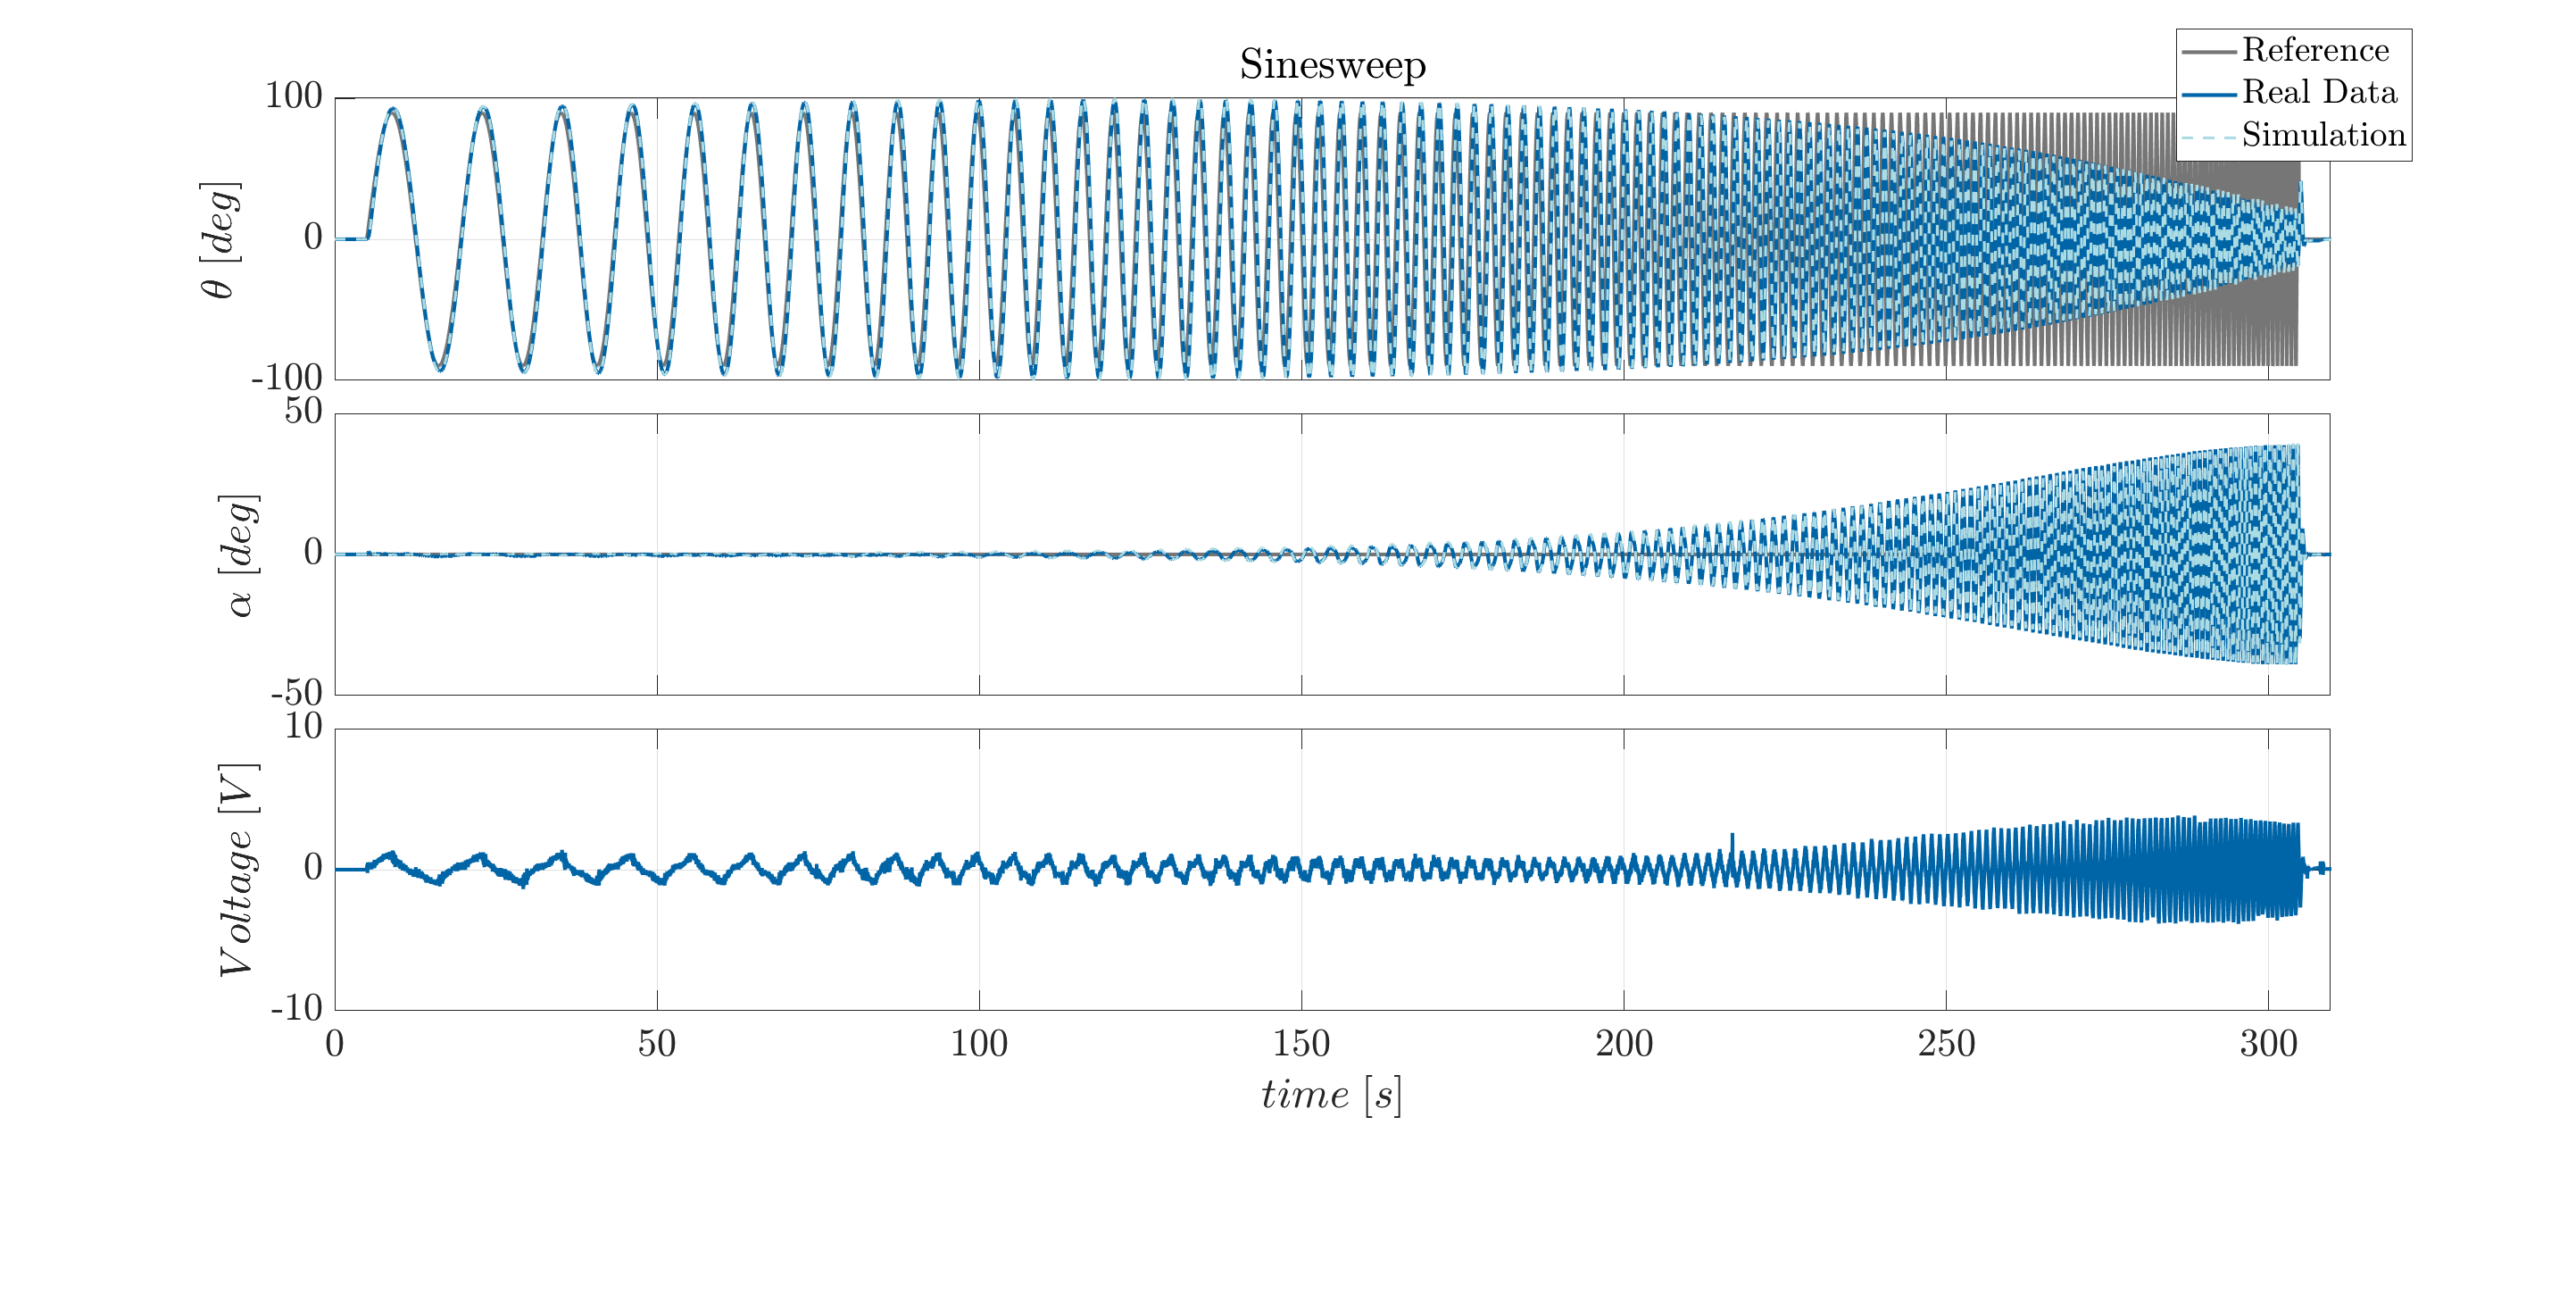 Sinesweep
Reference
Real Data
Simulation
100
0
-100
θ [deg]
50
0
-50
α [deg]
10
0
-10
Voltage [V]
0 50 100 150 200 250 300
time [s]